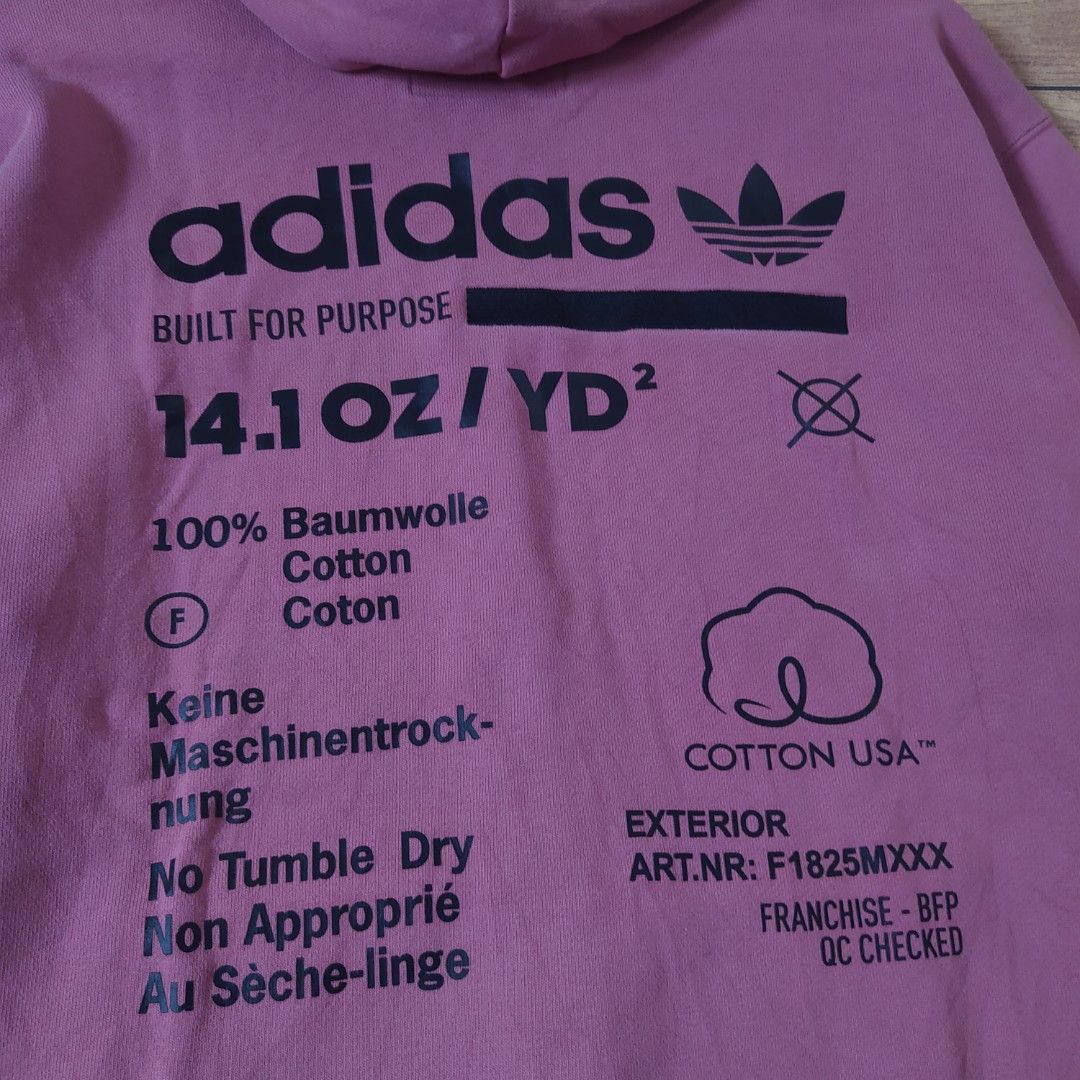 adidas
BUILT FOR PURPOSE
14.1 OZ / YD²
100% Baumwolle
Cotton
Coton
F
Keine
Maschinentrock-
nung
No Tumble Dry
Non Approprié
Au Sèche-linge
COTTON USA™
EXTERIOR
ART.NR: F1825MXXX
FRANCHISE - BFP
QC CHECKED